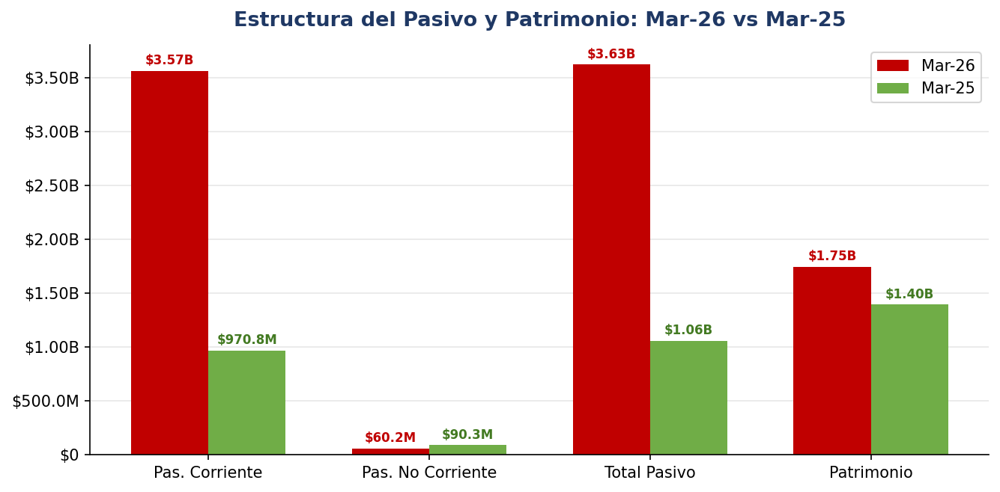 Estructura del Pasivo y Patrimonio: Mar-26 vs Mar-25
Mar-26
Mar-25
$3.50B
$3.00B
$2.50B
$2.00B
$1.50B
$1.00B
$500.0M
$0
$3.57B
$970.8M
$60.2M
$90.3M
$3.63B
$1.06B
$1.75B
$1.40B
Pas. Corriente
Pas. No Corriente
Total Pasivo
Patrimonio